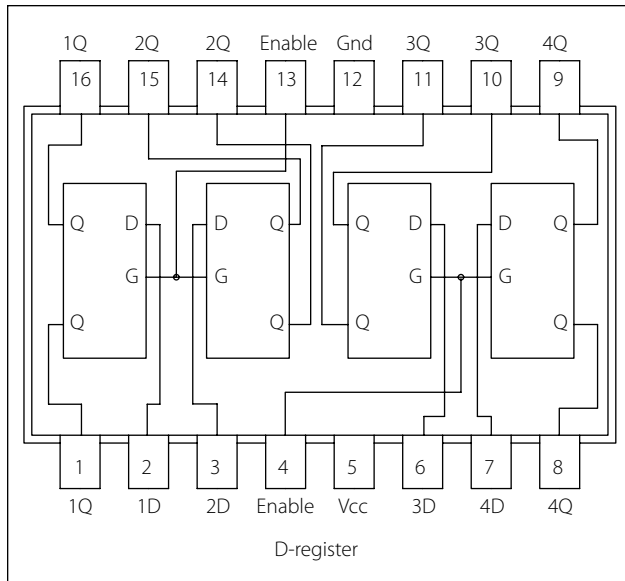 1Q 2Q 2Q Enable Gnd 3Q 3Q 4Q
16 15 14 13 12 11 10 9
Q D D Q Q D D Q
G G G G
Q Q Q Q
1 2 3 4 5 6 7 8
1Q 1D 2D Enable Vcc 3D 4D 4Q
D-register